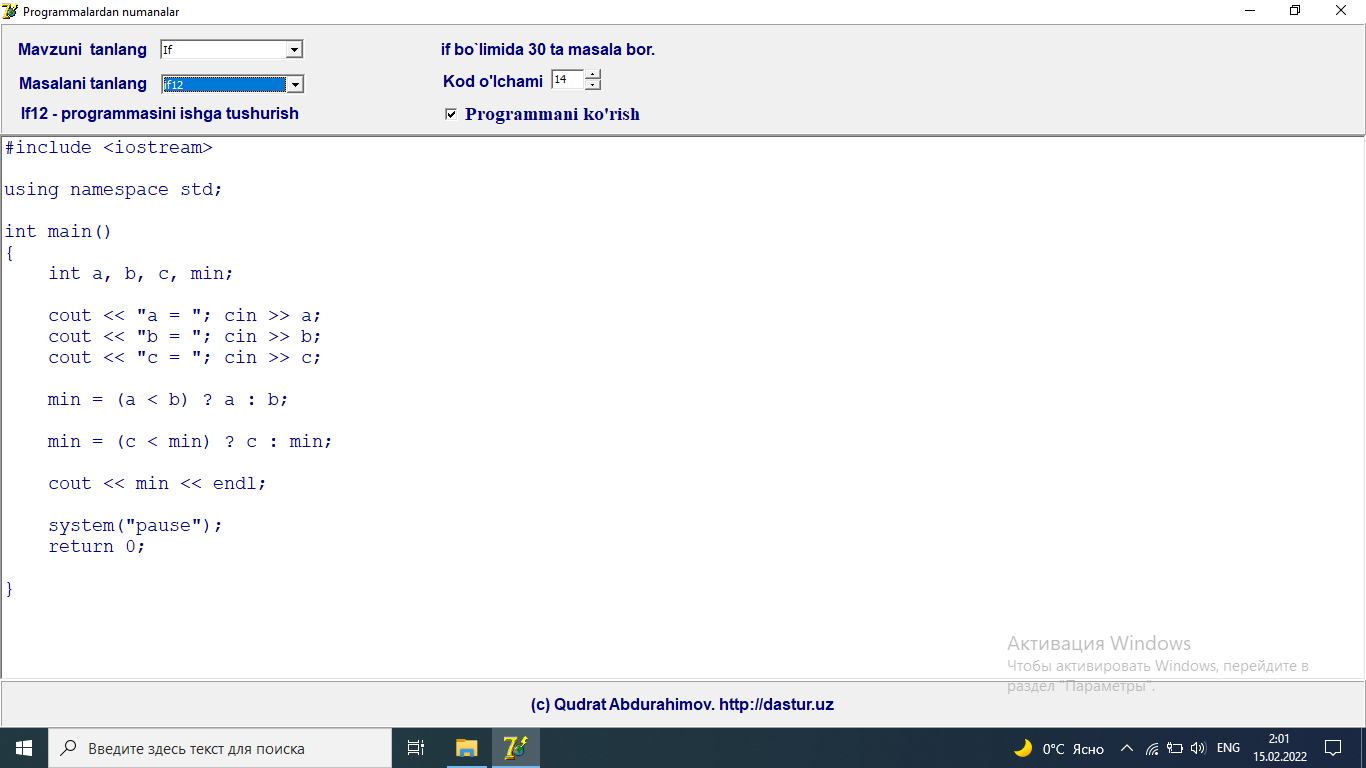 Programmalardan numanalar
Mavzuni tanlang If
if bo`limida 30 ta masala bor.
Masalani tanlang If12
Kod o'lchami 14
If12 - programmasini ishga tushurish
Programmani ko'rish
#include <iostream>
using namespace std;
int main()
{
int a, b, c, min;
cout << "a = "; cin >> a;
cout << "b = "; cin >> b;
cout << "c = "; cin >> c;
min = (a < b) ? a : b;
min = (c < min) ? c : min;
cout << min << endl;
system("pause");
return 0;
}
Активация Windows
Чтобы активировать Windows, перейдите в
раздел "Параметры".
(c) Qudrat Abdurahimov. http://dastur.uz
Введите здесь текст для поиска
0°C Ясно
ENG
2:01
15.02.2022